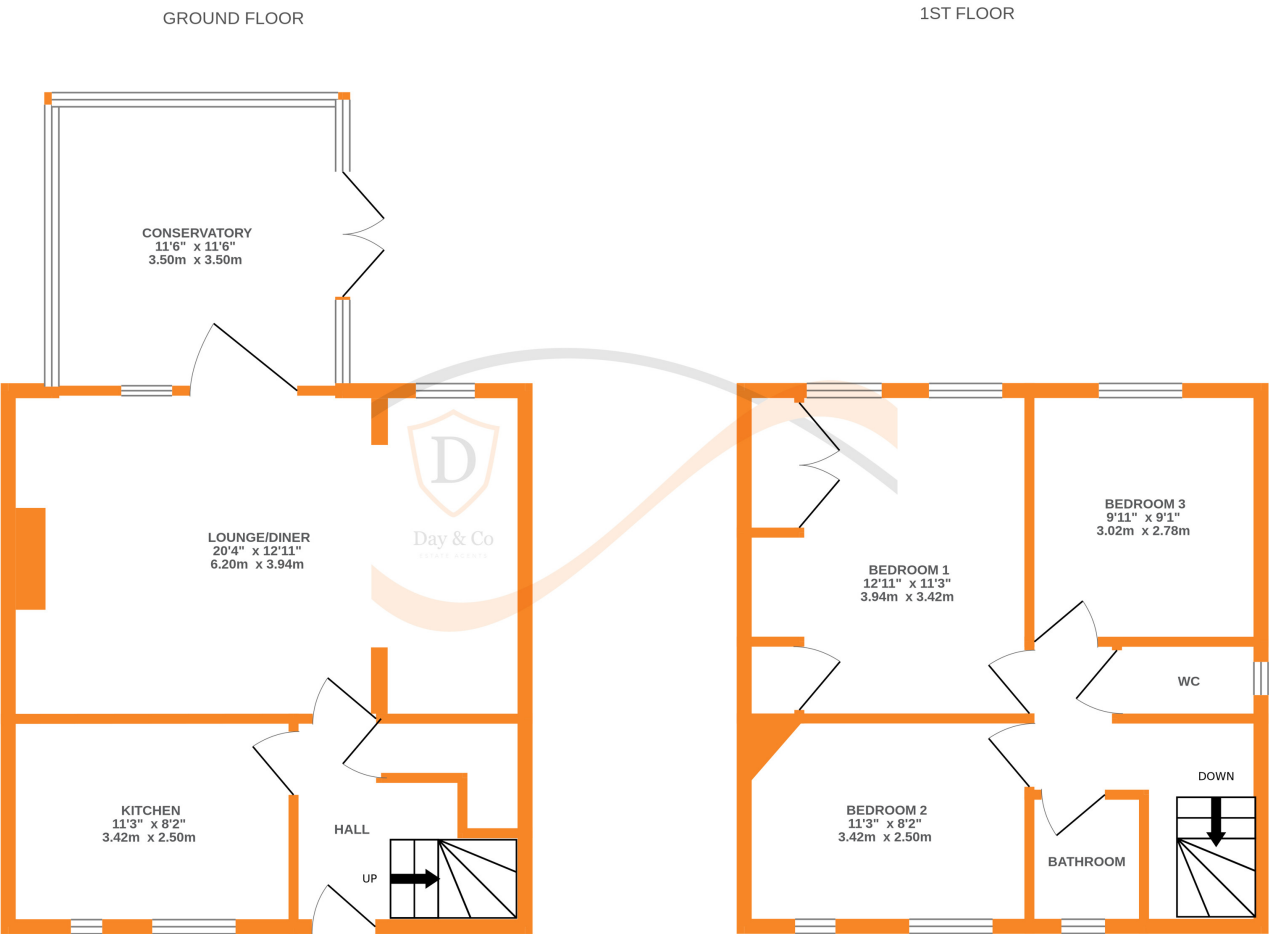 GROUND FLOOR
1ST FLOOR
CONSERVATORY
11'6" x 11'6"
3.50m x 3.50m
D
Day & Co
ESTATE AGENTS
LOUNGE/DINER
20'4" x 12'11"
6.20m x 3.94m
KITCHEN
11'3" x 8'2"
3.42m x 2.50m
HALL
UP
BEDROOM 3
9'11" x 9'1"
3.02m x 2.78m
BEDROOM 1
12'11" x 11'3"
3.94m x 3.42m
WC
DOWN
BEDROOM 2
11'3" x 8'2"
3.42m x 2.50m
BATHROOM